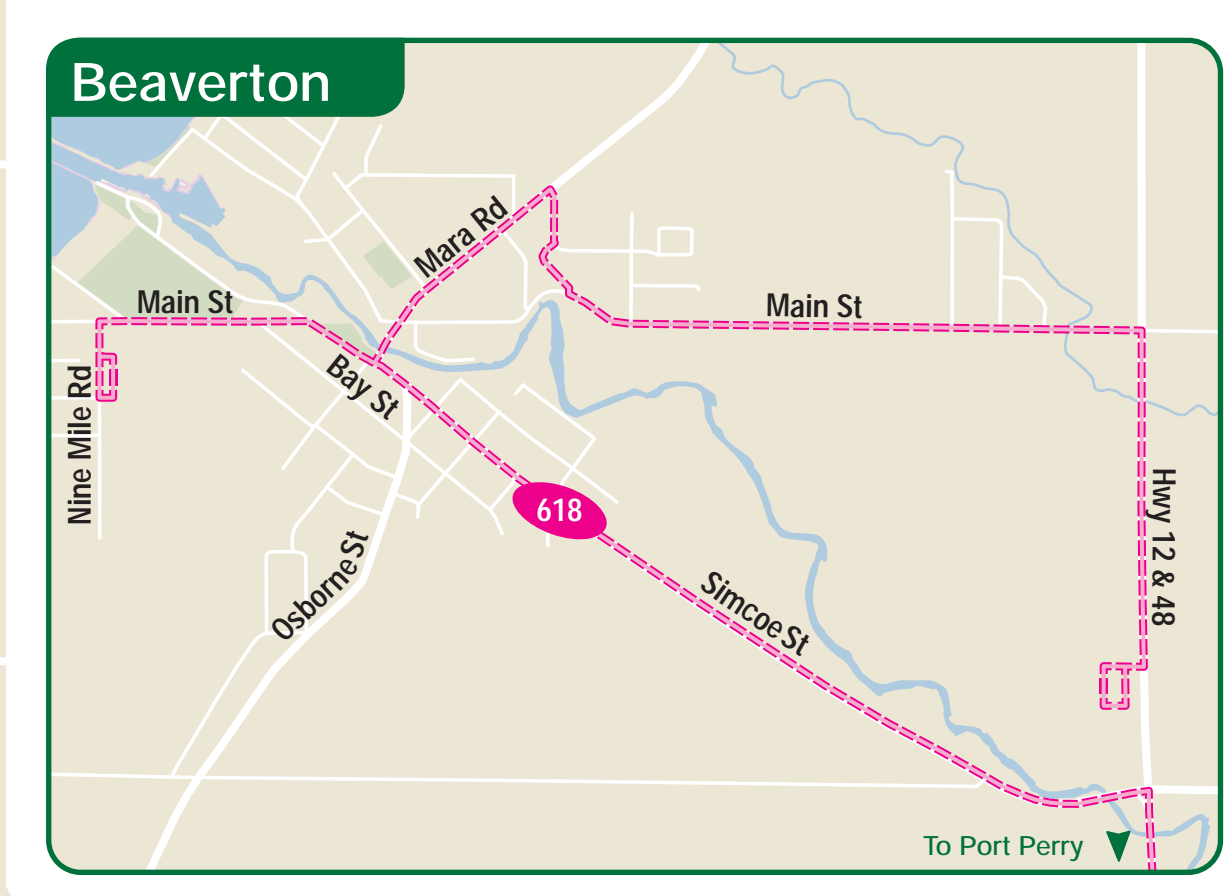 Beaverton
Mara Rd
Main St
Main St
Bay St
Nine Mile Rd
618
Hwy 12 & 48
Osborne St
Simcoe St
To Port Perry